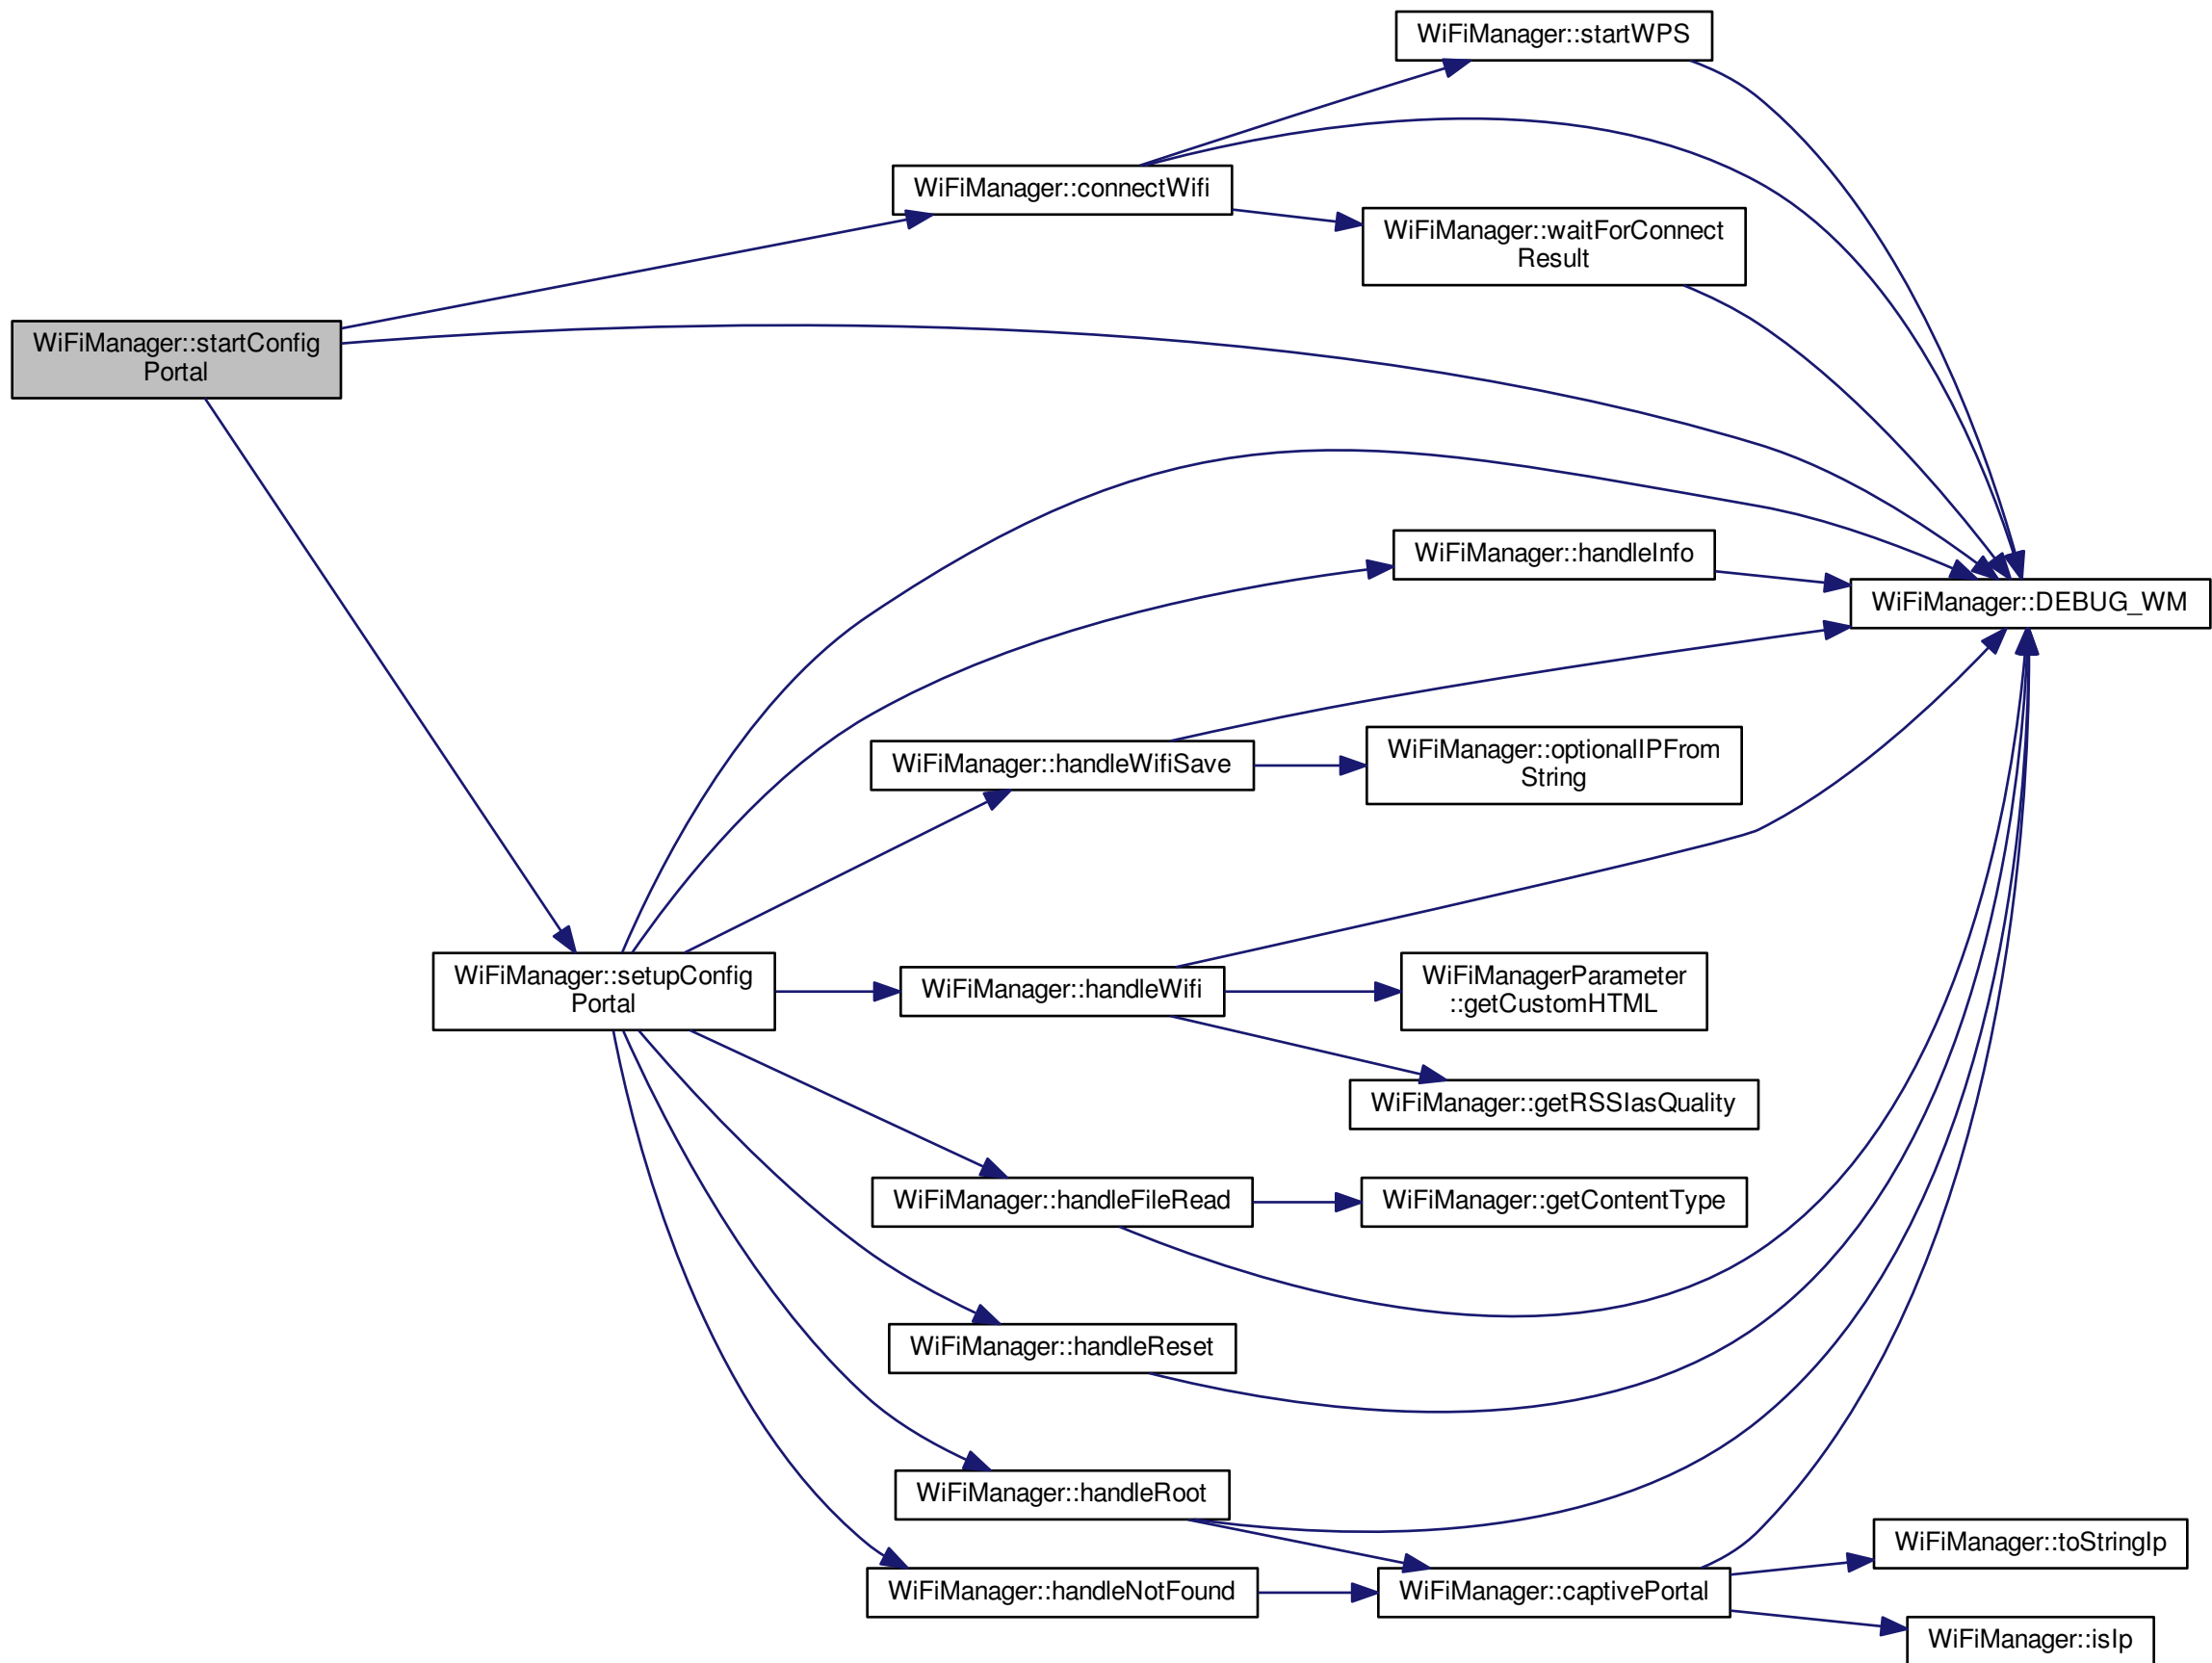 WiFiManager::startWPS
WiFiManager::connectWifi
WiFiManager::waitForConnect
Result
WiFiManager::startConfig
Portal
WiFiManager::handleInfo
WiFiManager::DEBUG_WM
WiFiManager::handleWifiSave
WiFiManager::optionalIPFrom
String
WiFiManager::setupConfig
Portal
WiFiManager::handleWifi
WiFiManagerParameter
::getCustomHTML
WiFiManager::getRSSIasQuality
WiFiManager::handleFileRead
WiFiManager::getContentType
WiFiManager::handleReset
WiFiManager::handleRoot
WiFiManager::toStringIp
WiFiManager::handleNotFound
WiFiManager::captivePortal
WiFiManager::isIp